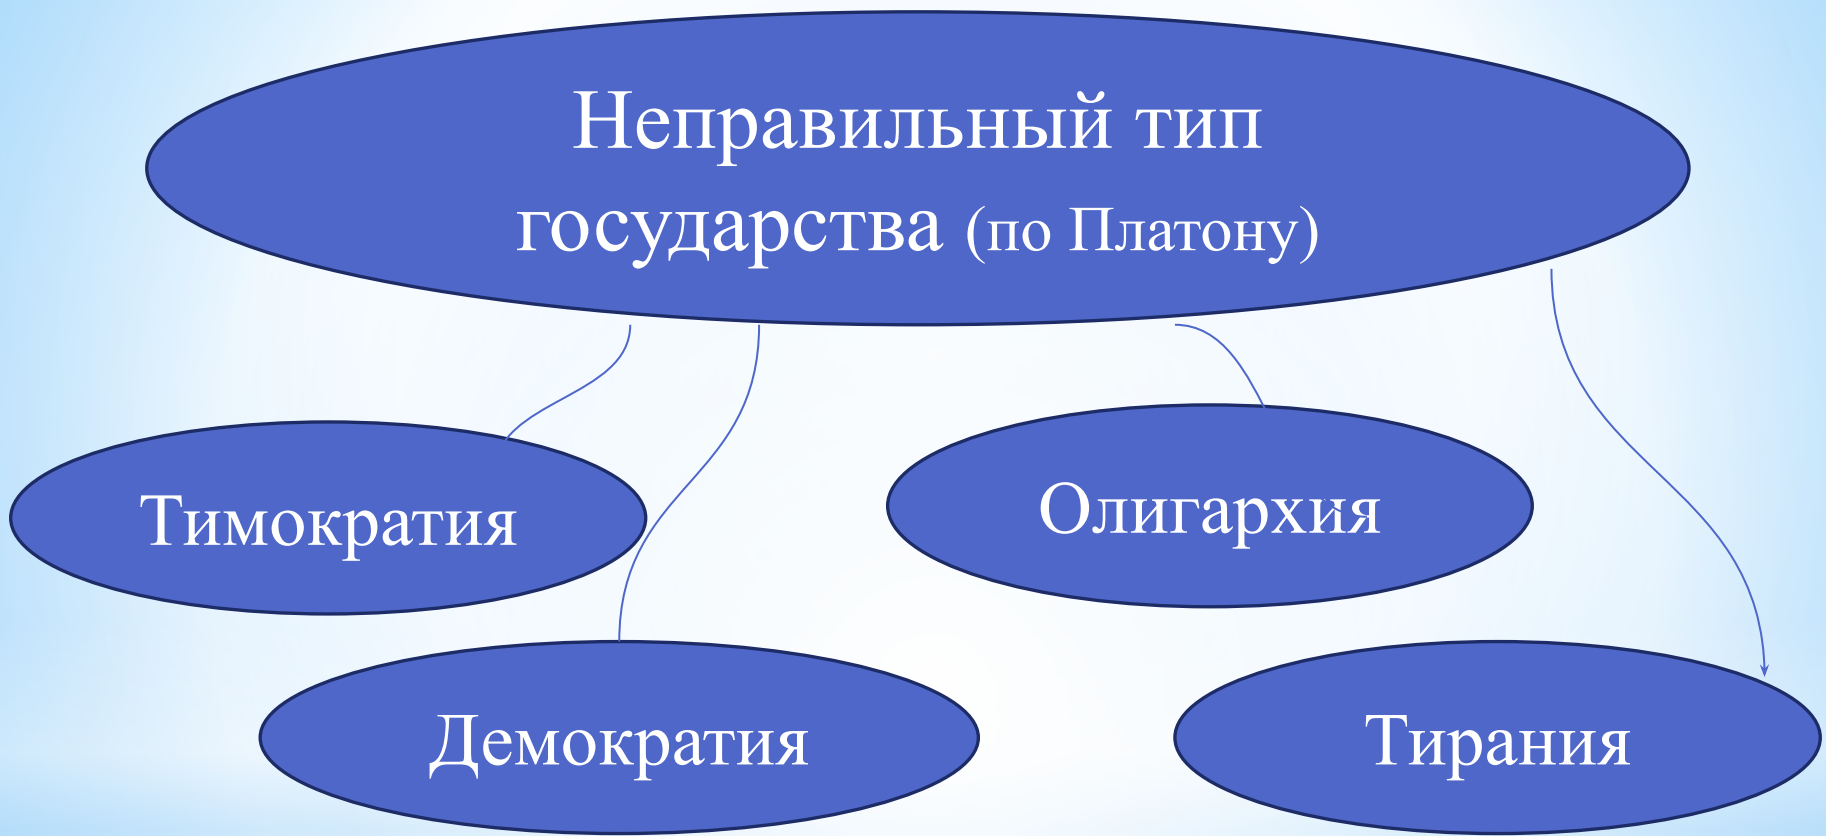 Неправильный тип
государства (по Платону)
Тимократия
Олигархия
Демократия
Тирания